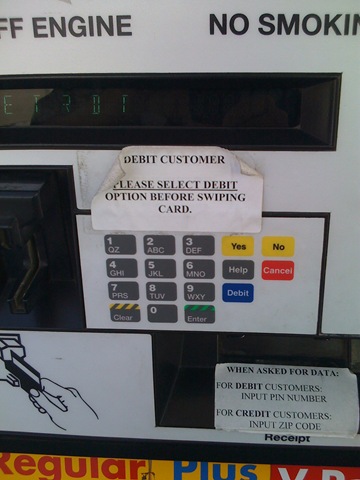 FF ENGINE NO SMOKIN
E T R D T
DEBIT CUSTOMER
PLEASE SELECT DEBIT
OPTION BEFORE SWIPING
CARD.
1 QZ 2 ABC 3 DEF Yes No
4 GHI 5 JKL 6 MNO Help Cancel
7 PRS 8 TUV 9 WXY Debit
Clear 0 Enter
WHEN ASKED FOR DATA:
FOR DEBIT CUSTOMERS:
INPUT PIN NUMBER
FOR CREDIT CUSTOMERS:
INPUT ZIP CODE
Receipt
Regular Plus V P